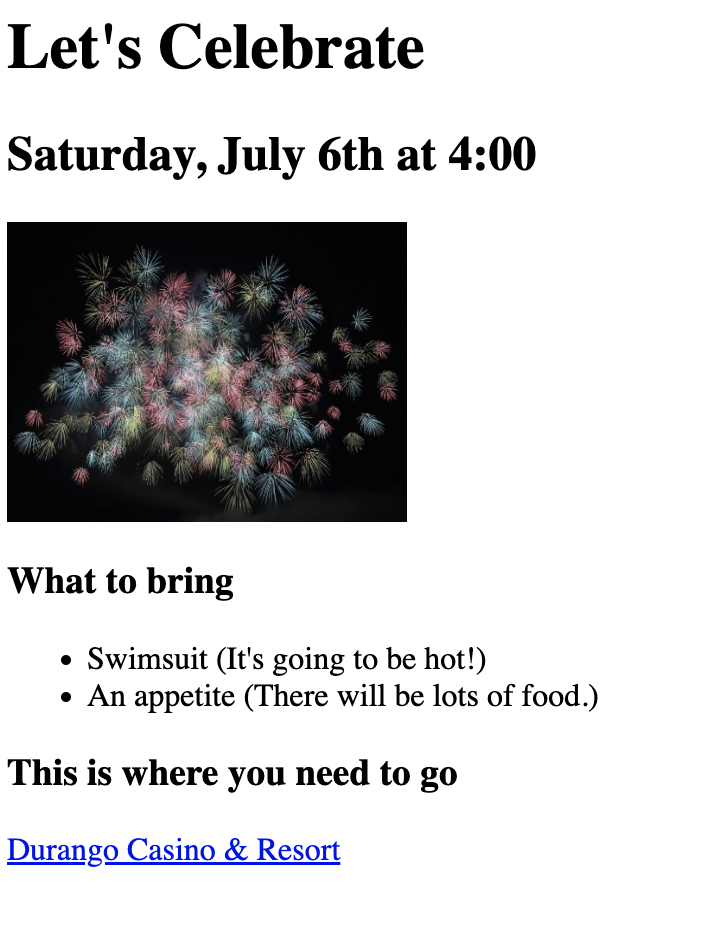 Let's Celebrate
Saturday, July 6th at 4:00
What to bring
• Swimsuit (It's going to be hot!)
• An appetite (There will be lots of food.)
This is where you need to go
Durango Casino & Resort